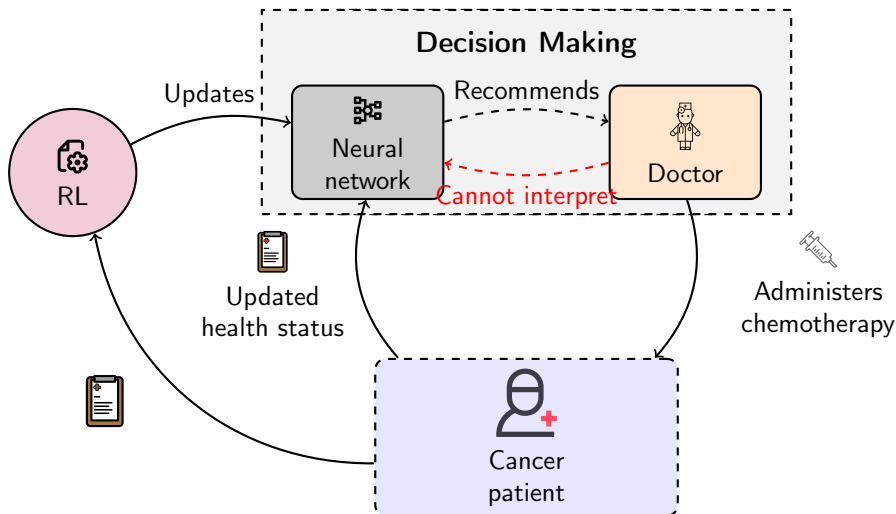 Decision Making
Updates
Recommends
Neural
network
Doctor
RL
Cannot interpret
Updated
health status
Administers
chemotherapy
Cancer
patient